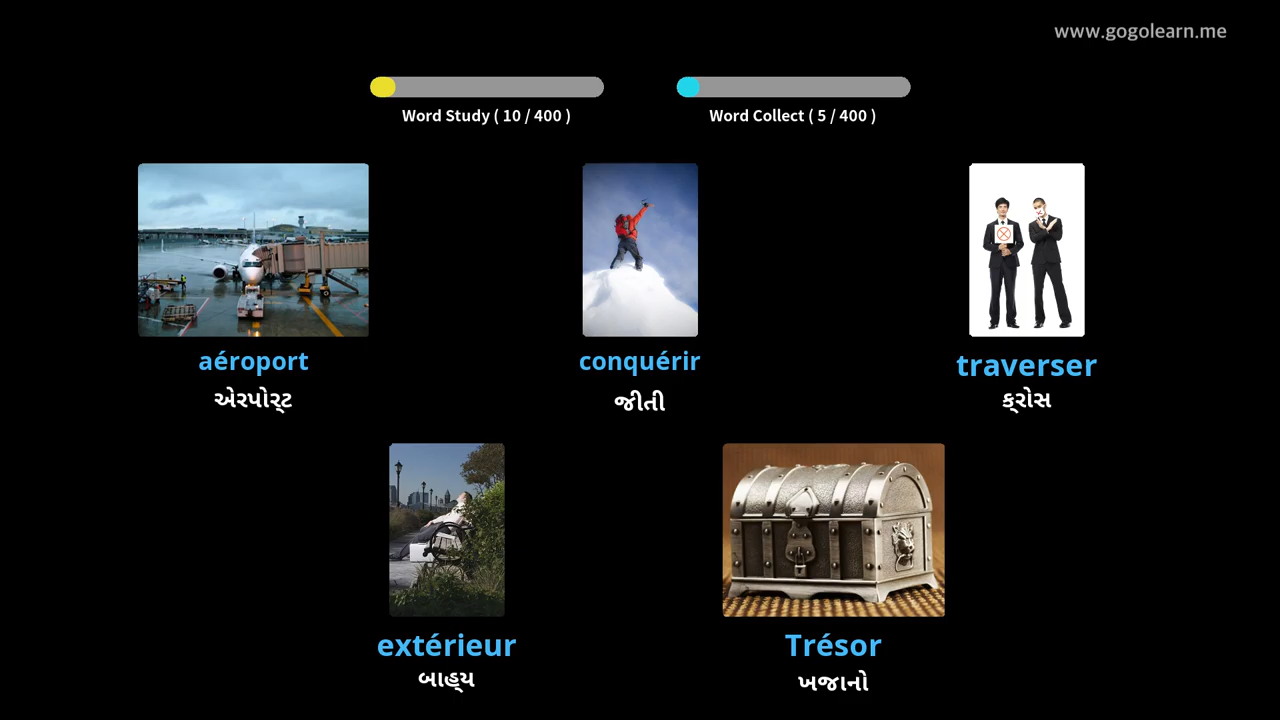 www.gogolearn.me
Word Study ( 10 / 400 )
Word Collect ( 5 / 400 )
aéroport
એરપોર્ટ
conquérir
જીતી
traverser
ક્રોસ
extérieur
બાહ્ય
Trésor
ખજાનો